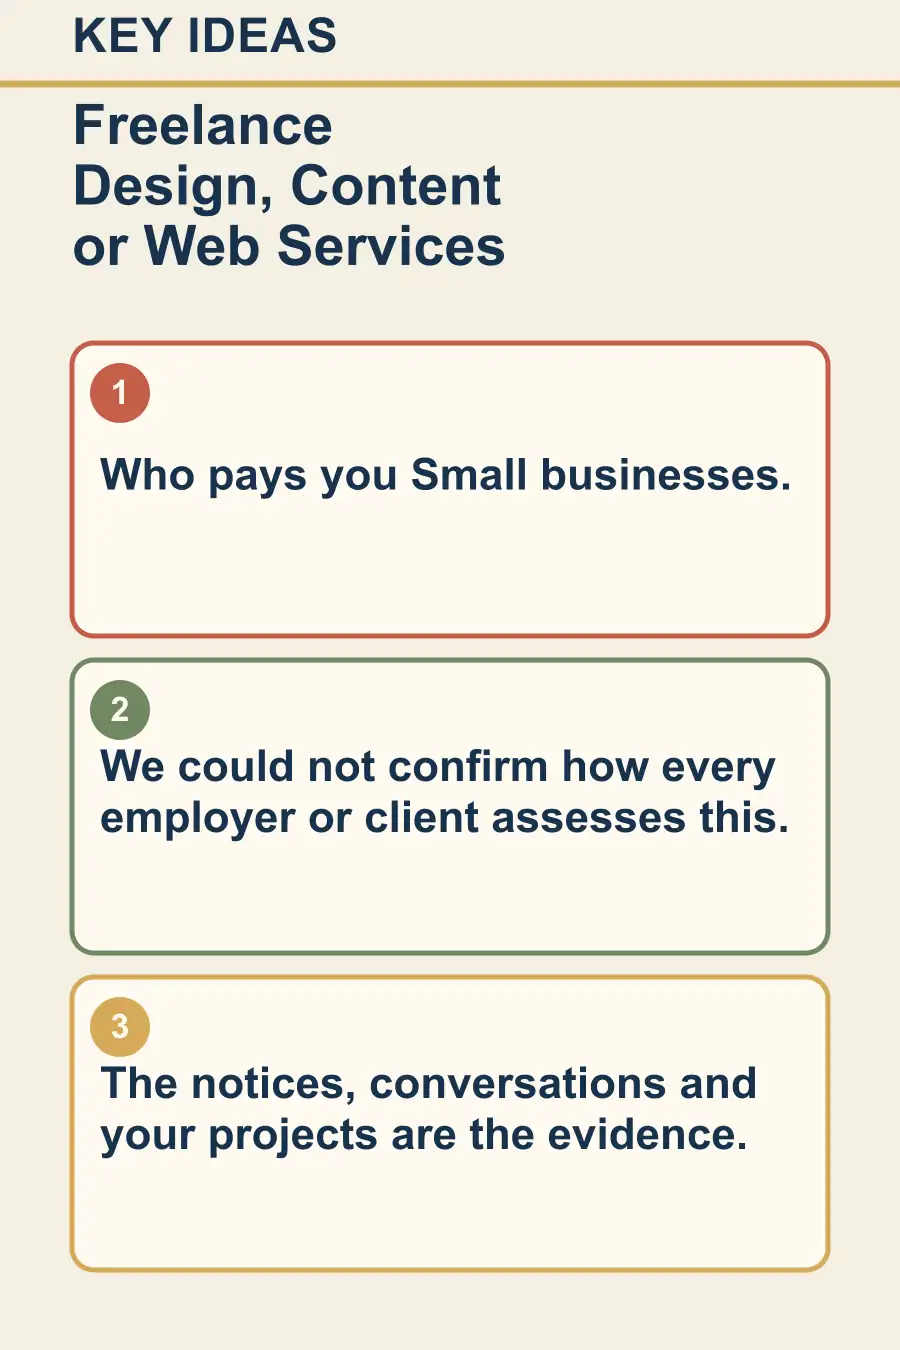 KEY IDEAS
Freelance
Design, Content
or Web Services
1
Who pays you Small businesses.
2
We could not confirm how every
employer or client assesses this.
3
The notices, conversations and
your projects are the evidence.